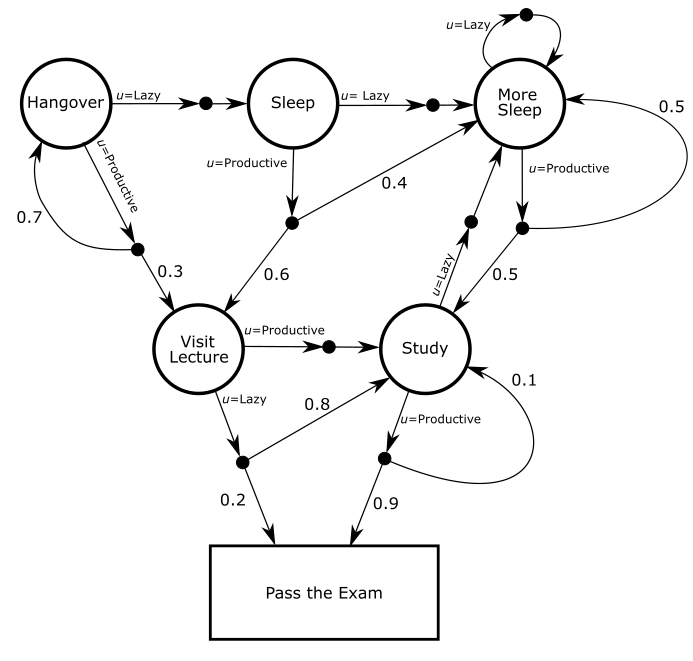 u=Lazy
Hangover
u=Lazy
Sleep
u= Lazy
More
Sleep
0.5
u=Productive
u=Productive
u=Productive
0.4
0.7
0.3
0.6
u=Lazy
0.5
Visit
Lecture
u=Productive
Study
0.1
u=Lazy
0.8
u=Productive
0.2
0.9
Pass the Exam